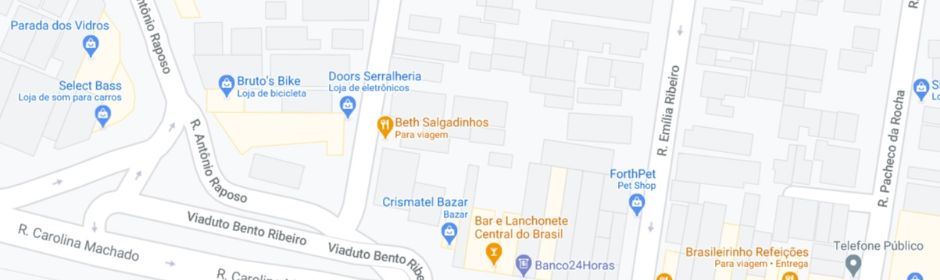 Parada dos Vidros
Select Bass
Loja de som para carros
R. Antônio Raposo
Bruto's Bike
Loja de bicicleta
Doors Serralheria
Loja de eletrônicos
Beth Salgadinhos
Para viagem
Crismatel Bazar
Bazar
Bar e Lanchonete
Central do Brasil
Banco24Horas
ForthPet
Pet Shop
R. Emília Ribeiro
R. Pacheco da Rocha
Brasileirinho Refeições
Para viagem • Entrega
Telefone Público
R. Antônio Raposo
Viaduto Bento Ribeiro
Viaduto Bento Ribe
R. Carolina Machado
R. Ca